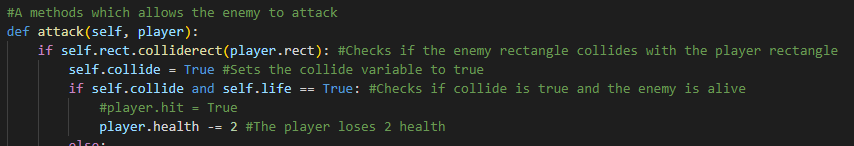 #A methods which allows the enemy to attack
def attack(self, player):
if self.rect.colliderect(player.rect): #Checks if the enemy rectangle collides with the player rectangle
self.collide = True #Sets the collide variable to true
if self.collide and self.life == True: #Checks if collide is true and the enemy is alive
#player.hit = True
player.health -= 2 #The player loses 2 health
else: